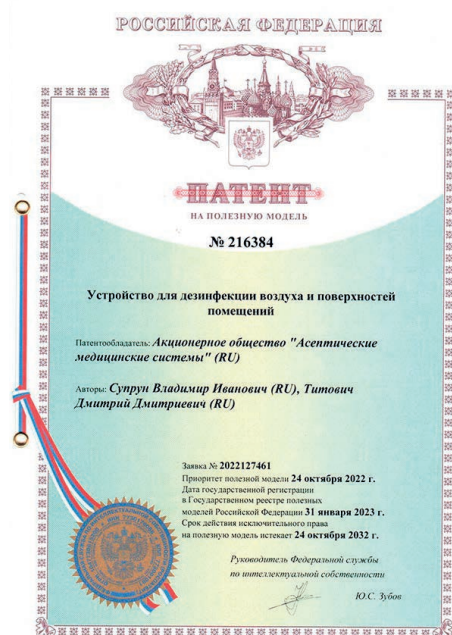 РОССИЙСКАЯ ФЕДЕРАЦИЯ
ПАТЕНТ
НА ПОЛЕЗНУЮ МОДЕЛЬ
№ 216384
Устройство для дезинфекции воздуха и поверхностей
помещений
Патентообладатель: Акционерное общество "Асептические
медицинские системы" (RU)
Авторы: Супрун Владимир Иванович (RU), Титович
Дмитрий Дмитриевич (RU)
Заявка № 2022127461
Приоритет полезной модели 24 октября 2022 г.
Дата государственной регистрации
в Государственном реестре полезных
моделей Российской Федерации 31 января 2023 г.
Срок действия исключительного права
на полезную модель истекает 24 октября 2032 г.
Руководитель Федеральной службы
по интеллектуальной собственности
Ю.С. Зубов